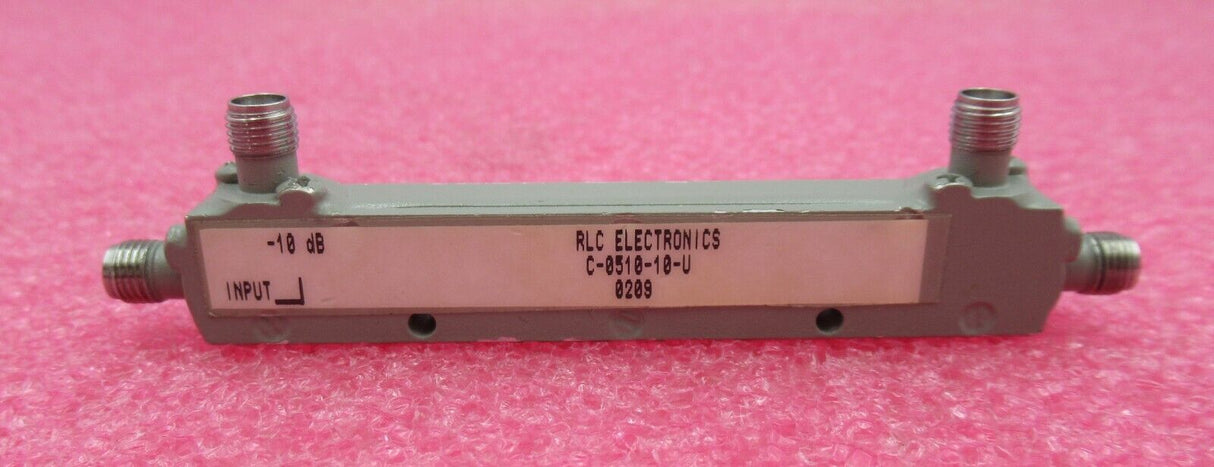 -10 dB
INPUT
RLC ELECTRONICS
C-0510-10-U
0209